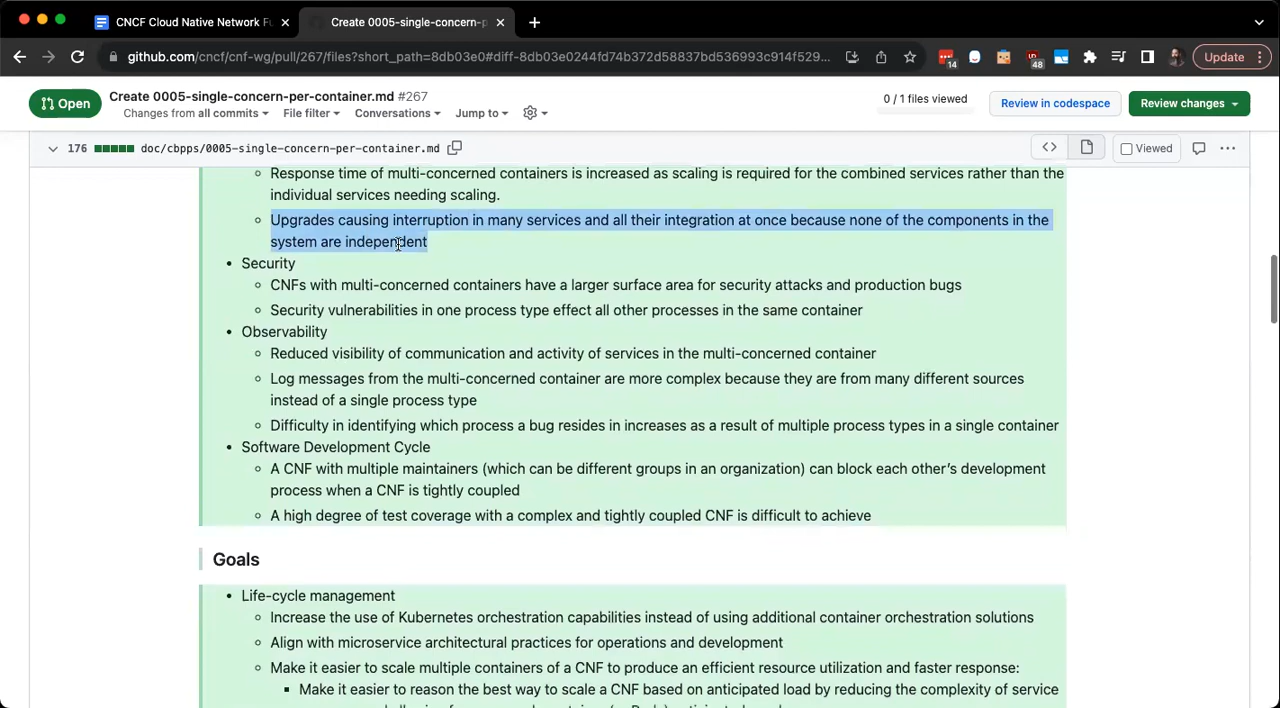 CNCF Cloud Native Network Fu
Create 0005-single-concern-p
github.com/cncf/cnf-wg/pull/267/files?short_path=8db03e0#diff-8db03e0244fd74b372d58837bd536993c914f529...
14
48
Update
Open
Create 0005-single-concern-per-container.md #267
Changes from all commits
File filter
Conversations
Jump to
0 / 1 files viewed
Review in codespace
Review changes
176
doc/cbpps/0005-single-concern-per-container.md
Viewed
Response time of multi-concerned containers is increased as scaling is required for the combined services rather than the
individual services needing scaling.
Upgrades causing interruption in many services and all their integration at once because none of the components in the
system are independent
• Security
CNFs with multi-concerned containers have a larger surface area for security attacks and production bugs
Security vulnerabilities in one process type effect all other processes in the same container
• Observability
Reduced visibility of communication and activity of services in the multi-concerned container
Log messages from the multi-concerned container are more complex because they are from many different sources
instead of a single process type
Difficulty in identifying which process a bug resides in increases as a result of multiple process types in a single container
• Software Development Cycle
A CNF with multiple maintainers (which can be different groups in an organization) can block each other's development
process when a CNF is tightly coupled
A high degree of test coverage with a complex and tightly coupled CNF is difficult to achieve
Goals
• Life-cycle management
Increase the use of Kubernetes orchestration capabilities instead of using additional container orchestration solutions
Align with microservice architectural practices for operations and development
Make it easier to scale multiple containers of a CNF to produce an efficient resource utilization and faster response:
Make it easier to reason the best way to scale a CNF based on anticipated load by reducing the complexity of service